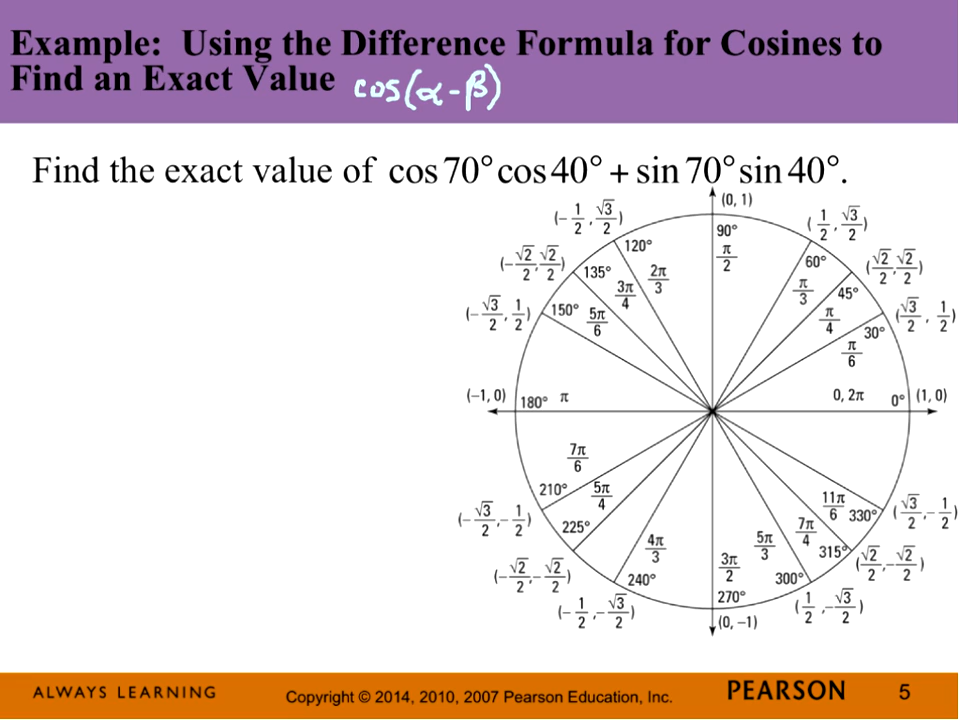 Example: Using the Difference Formula for Cosines to
Find an Exact Value cos(α-β)
Find the exact value of cos 70° cos 40° + sin 70° sin 40°.
(0, 1)
(-1/2, √3/2)
(1/2, √3/2)
90°
π/2
120°
2π/3
60°
π/3
(-√2/2, √2/2)
(√2/2, √2/2)
135°
3π/4
45°
π/4
(-√3/2, 1/2)
(√3/2, 1/2)
150°
5π/6
30°
π/6
(-1, 0)
180° π
0, 2π
0°
(1, 0)
7π/6
210°
5π/4
225°
(-√3/2, -1/2)
11π/6
330°
(√3/2, -1/2)
7π/4
315°
4π/3
240°
5π/3
300°
3π/2
270°
(-√2/2, -√2/2)
(√2/2, -√2/2)
(-1/2, -√3/2)
(1/2, -√3/2)
(0, –1)
ALWAYS LEARNING
Copyright © 2014, 2010, 2007 Pearson Education, Inc.
PEARSON
5